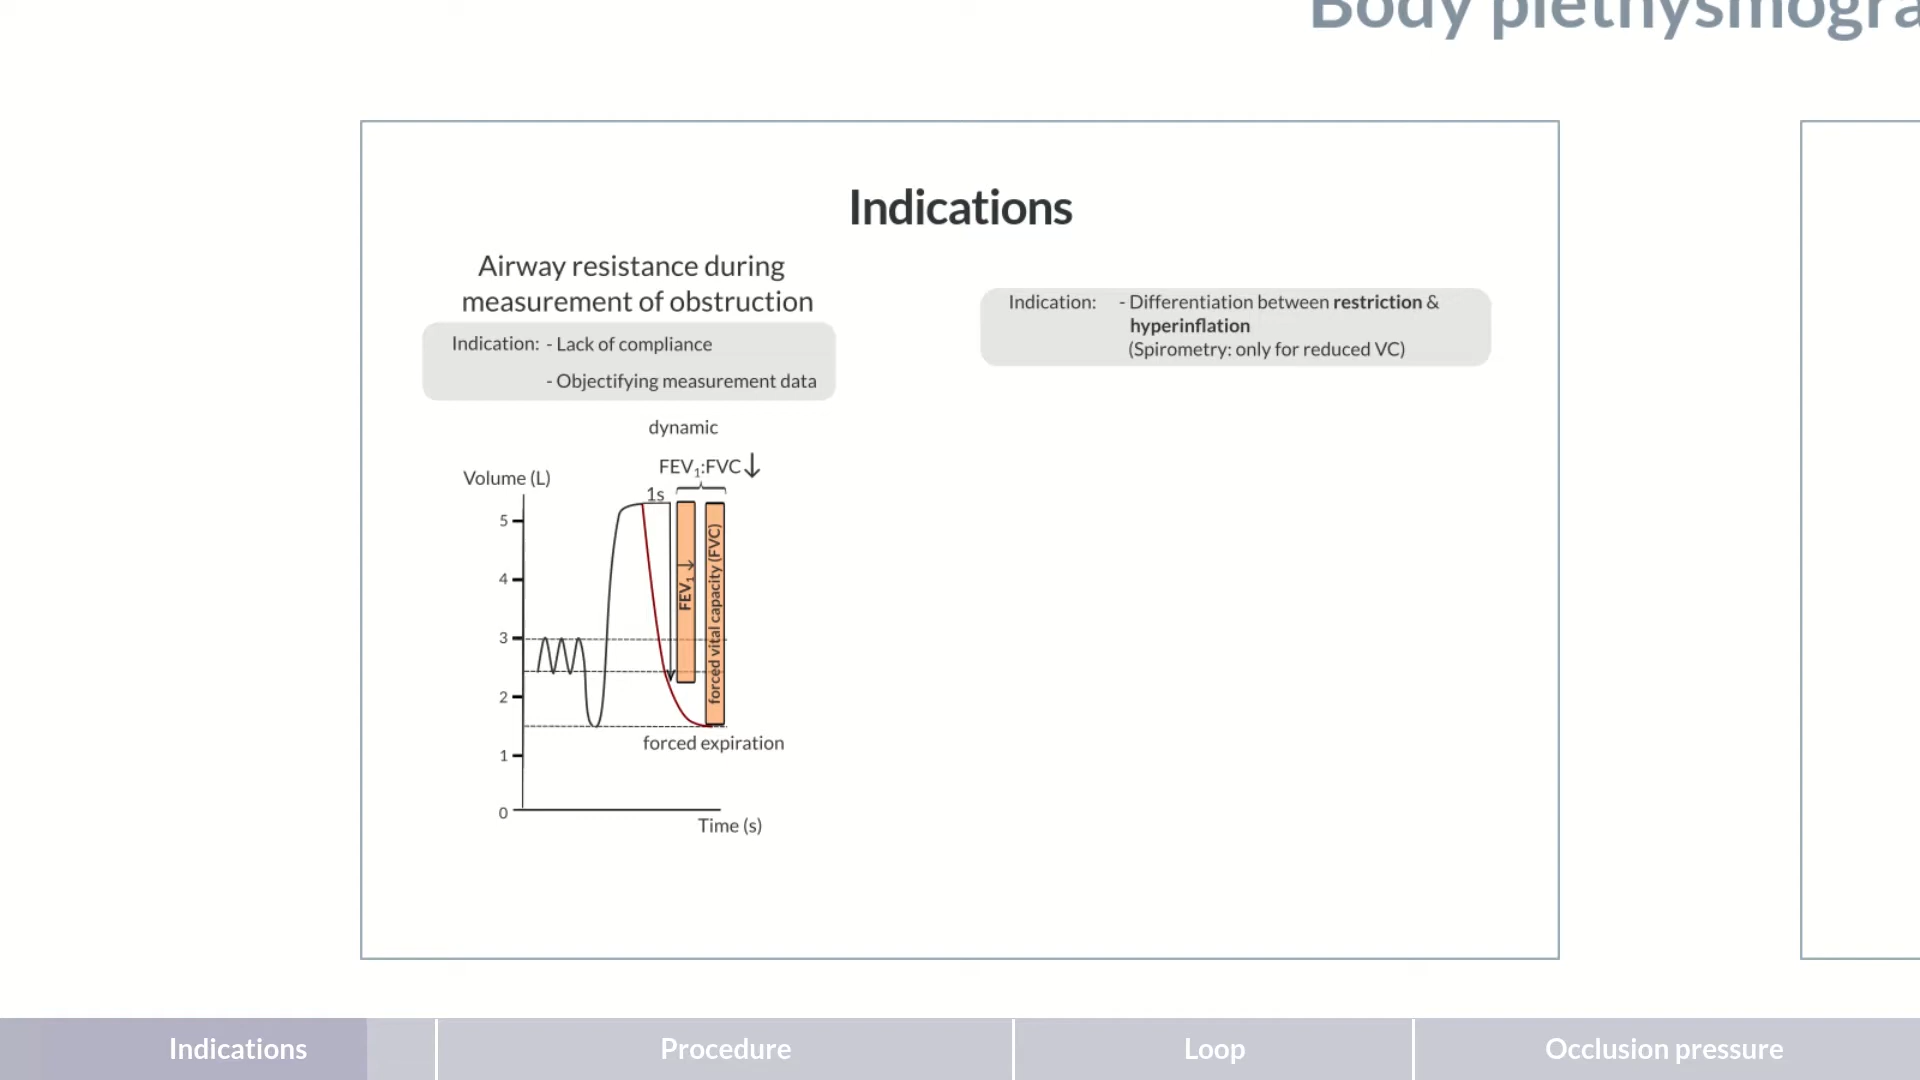 Body plethysmogra
Indications
Airway resistance during
measurement of obstruction
Indication: - Lack of compliance
- Objectifying measurement data
Indication: - Differentiation between restriction &
hyperinflation
(Spirometry: only for reduced VC)
dynamic
FEV₁:FVC↓
Volume (L)
1s
5
4
3
2
1
0
FEV₁↓
forced vital capacity (FVC)
forced expiration
Time (s)
Indications
Procedure
Loop
Occlusion pressure